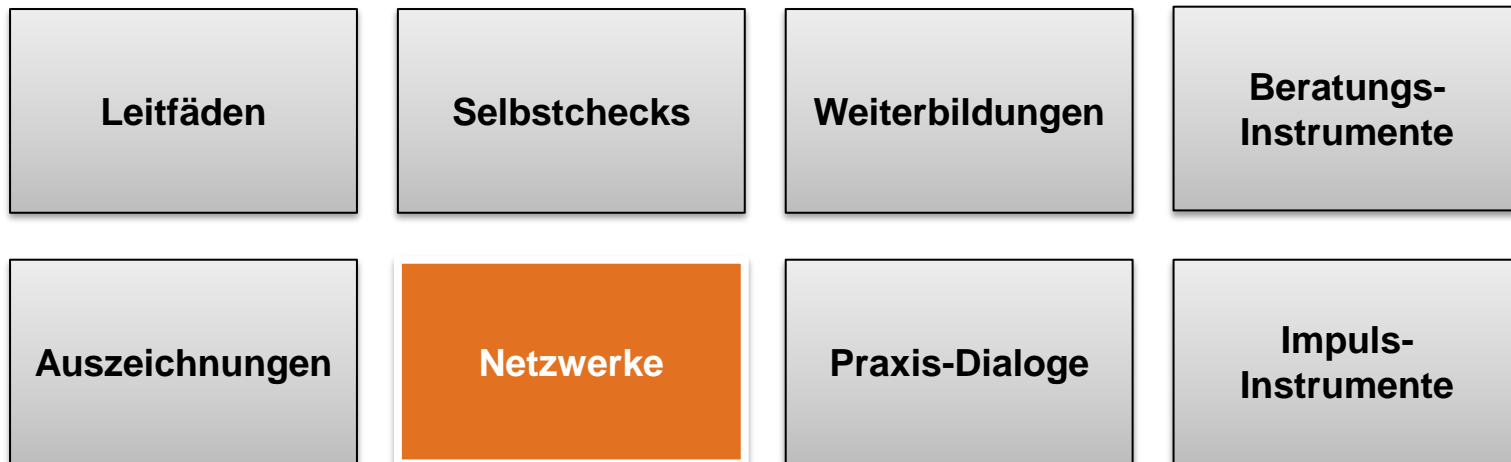 Leitfäden
Selbstchecks
Weiterbildungen
Beratungs-
Instrumente
Auszeichnungen
Netzwerke
Praxis-Dialoge
Impuls-
Instrumente